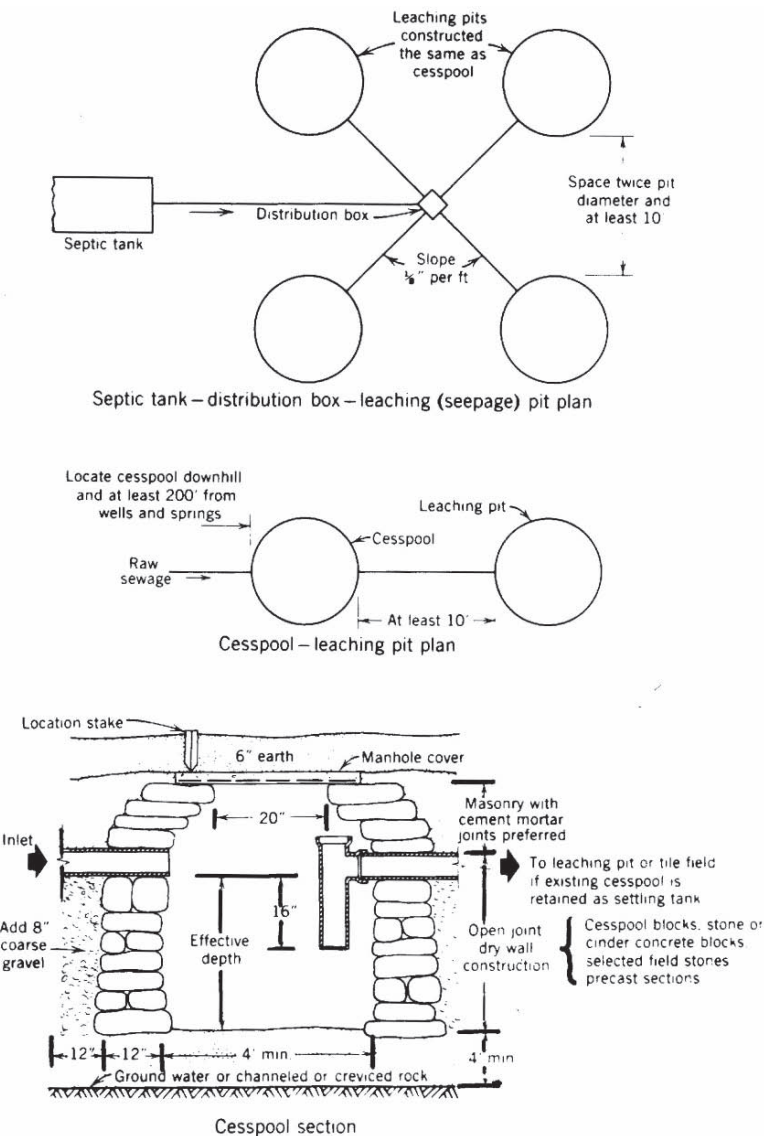 Leaching pits
constructed
the same as
cesspool
Space twice pit
diameter and
at least 10
Distribution box
Septic tank
Slope
⅛" per ft
Septic tank – distribution box – leaching (seepage) pit plan
Locate cesspool downhill
and at least 200' from
wells and springs
Leaching pit
Cesspool
Raw
sewage
At least 10'
Cesspool – leaching pit plan
Location stake
6" earth
Manhole cover
20"
Masonry with
cement mortar
joints preferred
Inlet
To leaching pit or tile field
if existing cesspool is
retained as settling tank
16"
Add 8"
coarse
gravel
Effective
depth
Open joint
dry wall
construction
Cesspool blocks. stone or
cinder concrete blocks
selected field stones
precast sections
12"
12"
4' min.
4' min
Ground water or channeled or creviced rock
Cesspool section